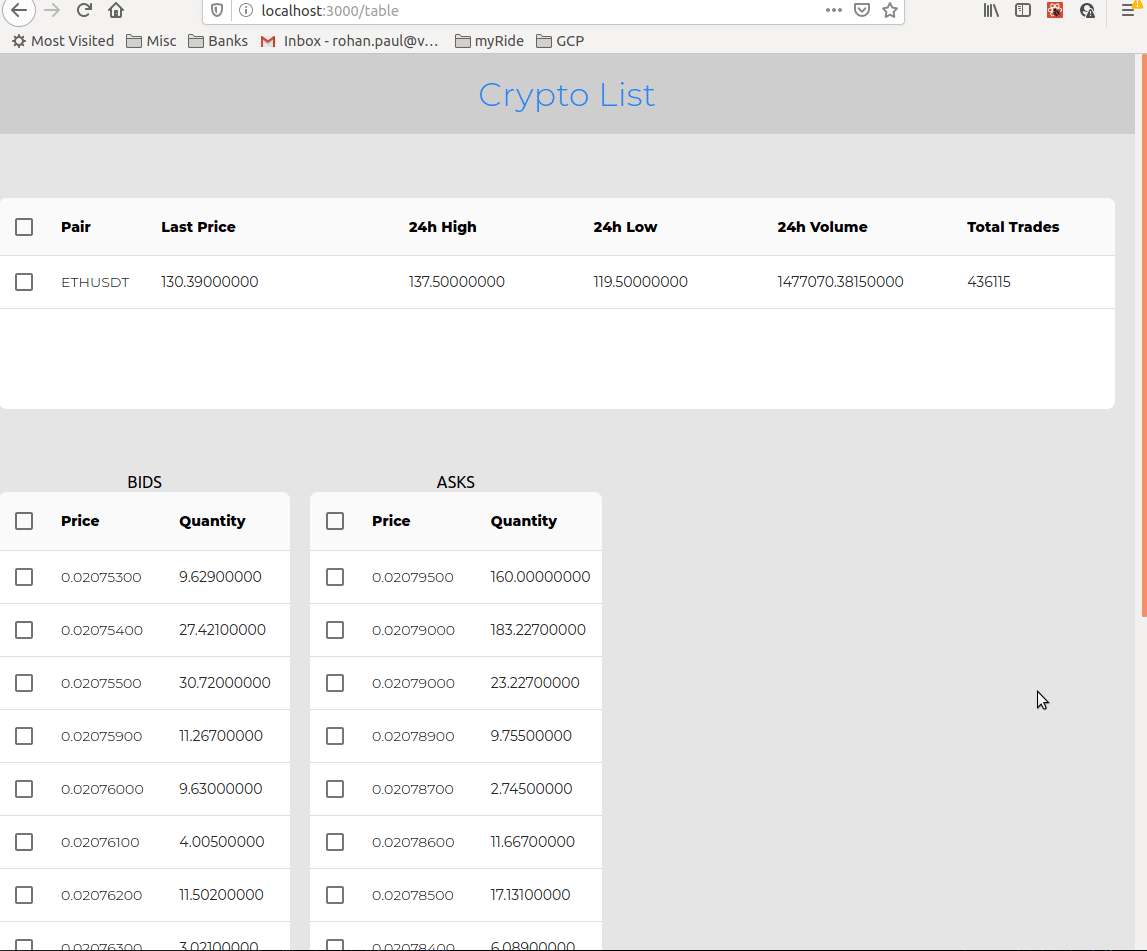 localhost:3000/table
Most Visited Misc Banks Inbox - rohan.paul@v... myRide GCP
Crypto List
Pair Last Price 24h High 24h Low 24h Volume Total Trades
ETHUSDT 130.39000000 137.50000000 119.50000000 1477070.38150000 436115
BIDS ASKS
Price Quantity Price Quantity
0.02075300 9.62900000 0.02079500 160.00000000
0.02075400 27.42100000 0.02079000 183.22700000
0.02075500 30.72000000 0.02079000 23.22700000
0.02075900 11.26700000 0.02078900 9.75500000
0.02076000 9.63000000 0.02078700 2.74500000
0.02076100 4.00500000 0.02078600 11.66700000
0.02076200 11.50200000 0.02078500 17.13100000
0.02076300 3.02100000 0.02078400 6.08900000